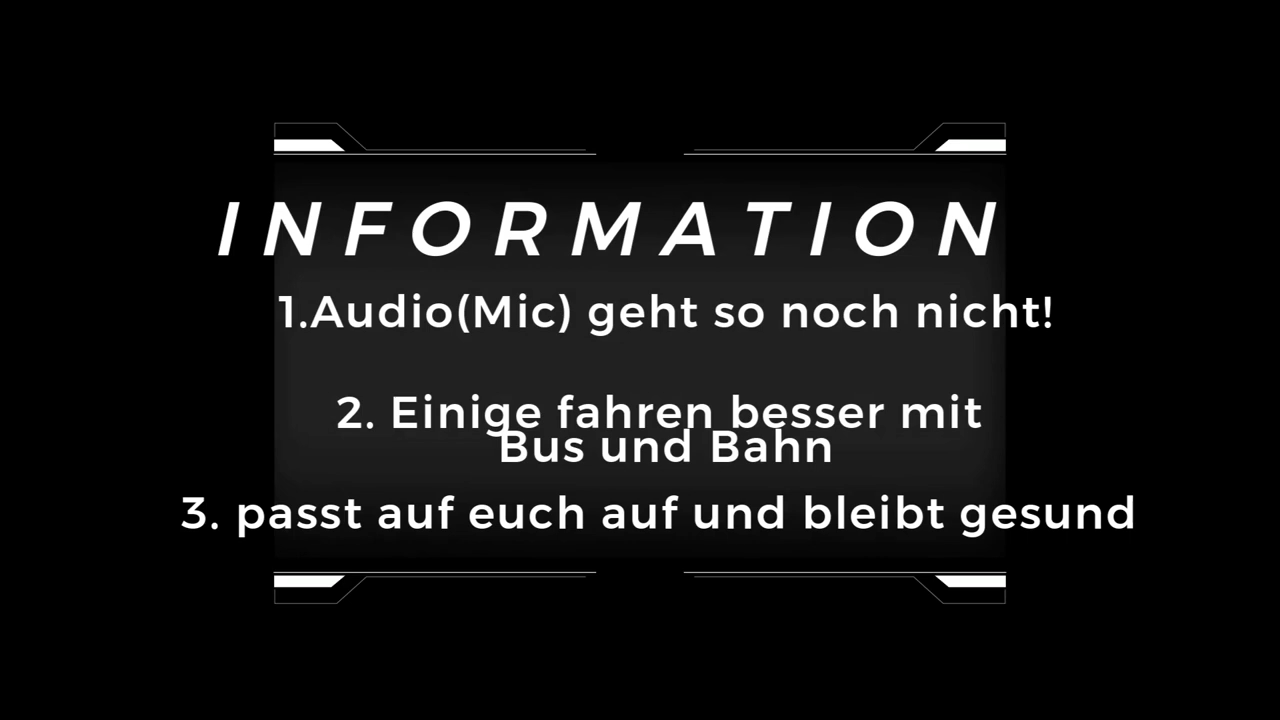 INFORMATION
1.Audio(Mic) geht so noch nicht!
2. Einige fahren besser mit
Bus und Bahn
3. passt auf euch auf und bleibt gesund